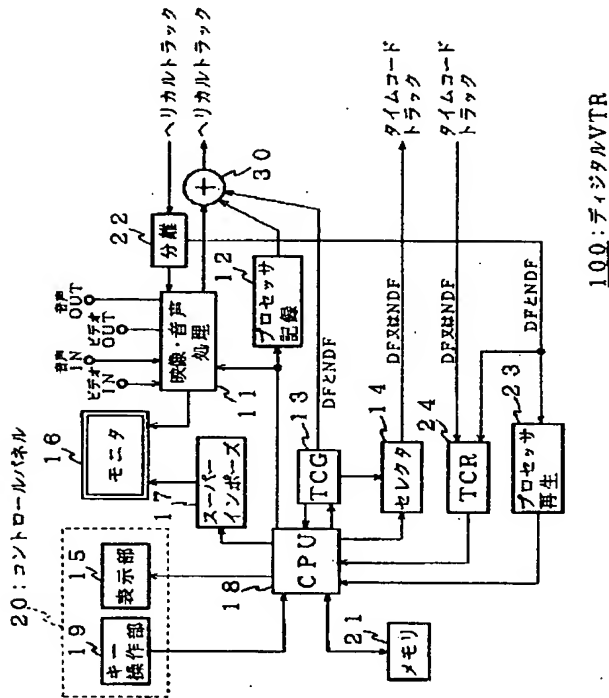 20：コントロールパネル
19
キー
操作部
15
表示部
16
モニタ
17
スーパー
インポーズ
18
CPU
21
メモリ
ビデオ
IN
音声
IN
ビデオ
OUT
音声
OUT
映像・音声
処理
11
22
分離
ヘリカルトラック
ヘリカルトラック
30
12
プロセッサ
記録
13
TCG
DFとNDF
14
セレクタ
DF又はNDF
タイムコード
トラック
24
TCR
DF又はNDF
タイムコード
トラック
23
プロセッサ
再生
DFとNDF
100：ディジタルVTR